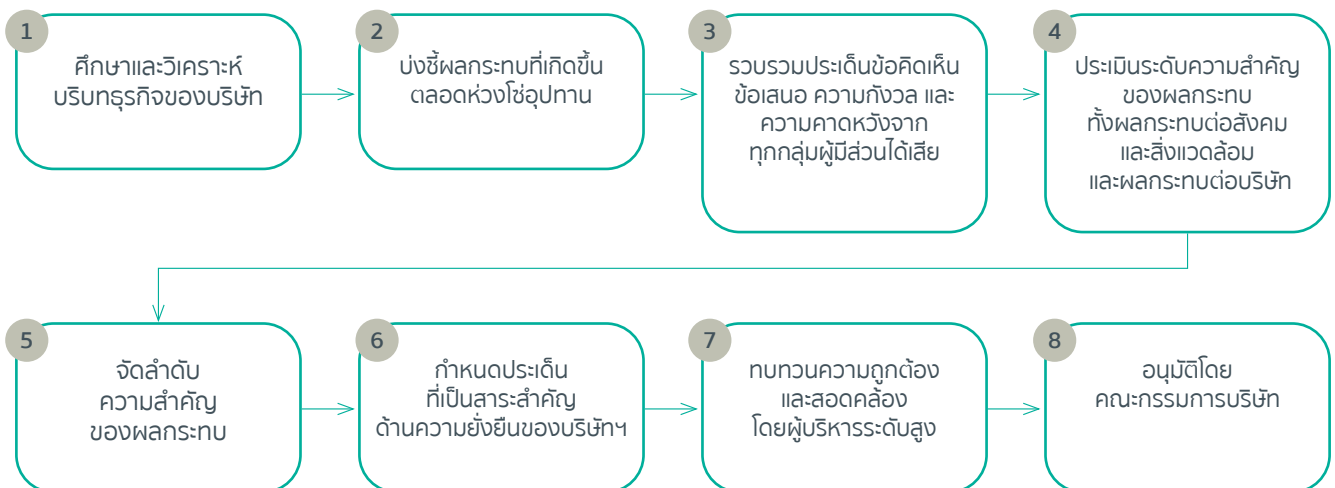 1
ศึกษาและวิเคราะห์
บริบทธุรกิจของบริษัท
2
บ่งชี้ผลกระทบที่เกิดขึ้น
ตลอดห่วงโซ่อุปทาน
3
รวบรวมประเด็นข้อคิดเห็น
ข้อเสนอ ความกังวล และ
ความคาดหวังจาก
ทุกกลุ่มผู้มีส่วนได้เสีย
4
ประเมินระดับความสำคัญ
ของผลกระทบ
ทั้งผลกระทบต่อสังคม
และสิ่งแวดล้อม
และผลกระทบต่อบริษัท
5
จัดลำดับ
ความสำคัญ
ของผลกระทบ
6
กำหนดประเด็น
ที่เป็นสาระสำคัญ
ด้านความยั่งยืนของบริษัทฯ
7
ทบทวนความถูกต้อง
และสอดคล้อง
โดยผู้บริหารระดับสูง
8
อนุมัติโดย
คณะกรรมการบริษัท